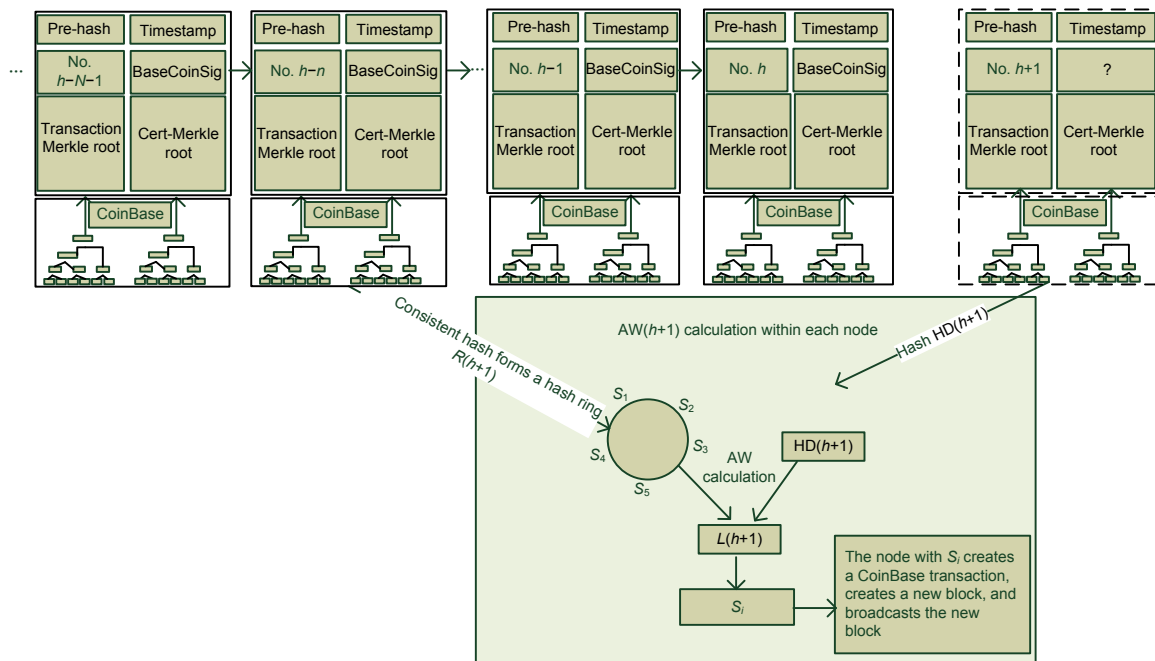 Pre-hash
Timestamp
...
No.
h−N−1
BaseCoinSig
Transaction
Merkle root
Cert-Merkle
root
CoinBase
Pre-hash
Timestamp
No. h−n
BaseCoinSig
Transaction
Merkle root
Cert-Merkle
root
CoinBase
...
Pre-hash
Timestamp
No. h−1
BaseCoinSig
Transaction
Merkle root
Cert-Merkle
root
CoinBase
Pre-hash
Timestamp
No. h
BaseCoinSig
Transaction
Merkle root
Cert-Merkle
root
CoinBase
Pre-hash
Timestamp
No. h+1
?
Transaction
Merkle root
Cert-Merkle
root
CoinBase
Consistent hash forms a hash ring
R(h+1)
AW(h+1) calculation within each node
Hash HD(h+1)
S1
S2
S3
S4
S5
AW
calculation
HD(h+1)
L(h+1)
Si
The node with Si creates
a CoinBase transaction,
creates a new block, and
broadcasts the new
block